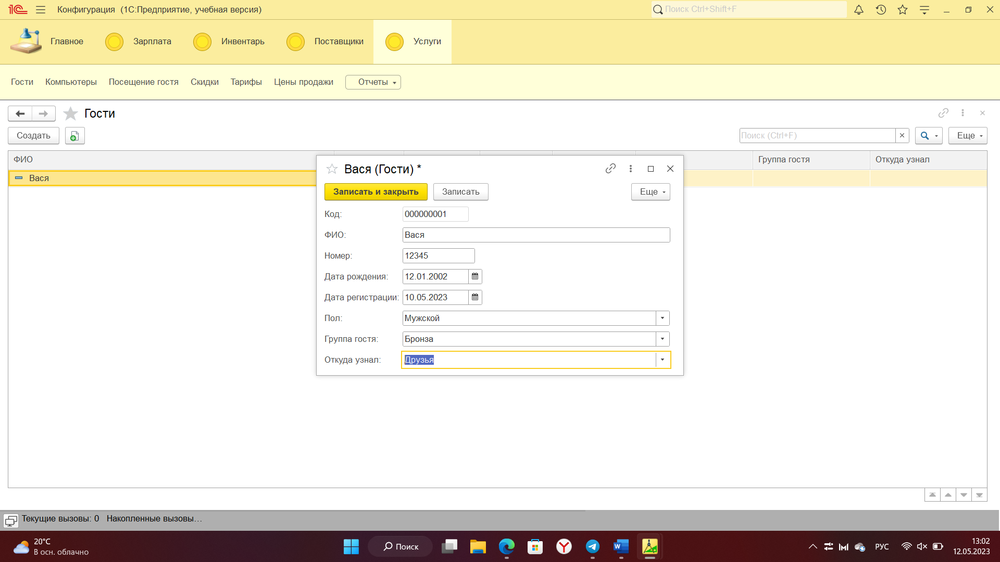 Конфигурация (1С:Предприятие, учебная версия)
Поиск Ctrl+Shift+F
Главное
Зарплата
Инвентарь
Поставщики
Услуги
Гости
Компьютеры
Посещение гостя
Скидки
Тарифы
Цены продажи
Отчеты
Гости
Создать
Поиск (Ctrl+F)
Еще
ФИО
Группа гостя
Откуда узнал
Вася
Вася (Гости) *
Записать и закрыть
Записать
Еще
Код: 000000001
ФИО: Вася
Номер: 12345
Дата рождения: 12.01.2002
Дата регистрации: 10.05.2023
Пол: Мужской
Группа гостя: Бронза
Откуда узнал: Друзья
Текущие вызовы: 0 Накопленные вызовы…
20°C
В осн. облачно
Поиск
РУС
13:02
12.05.2023